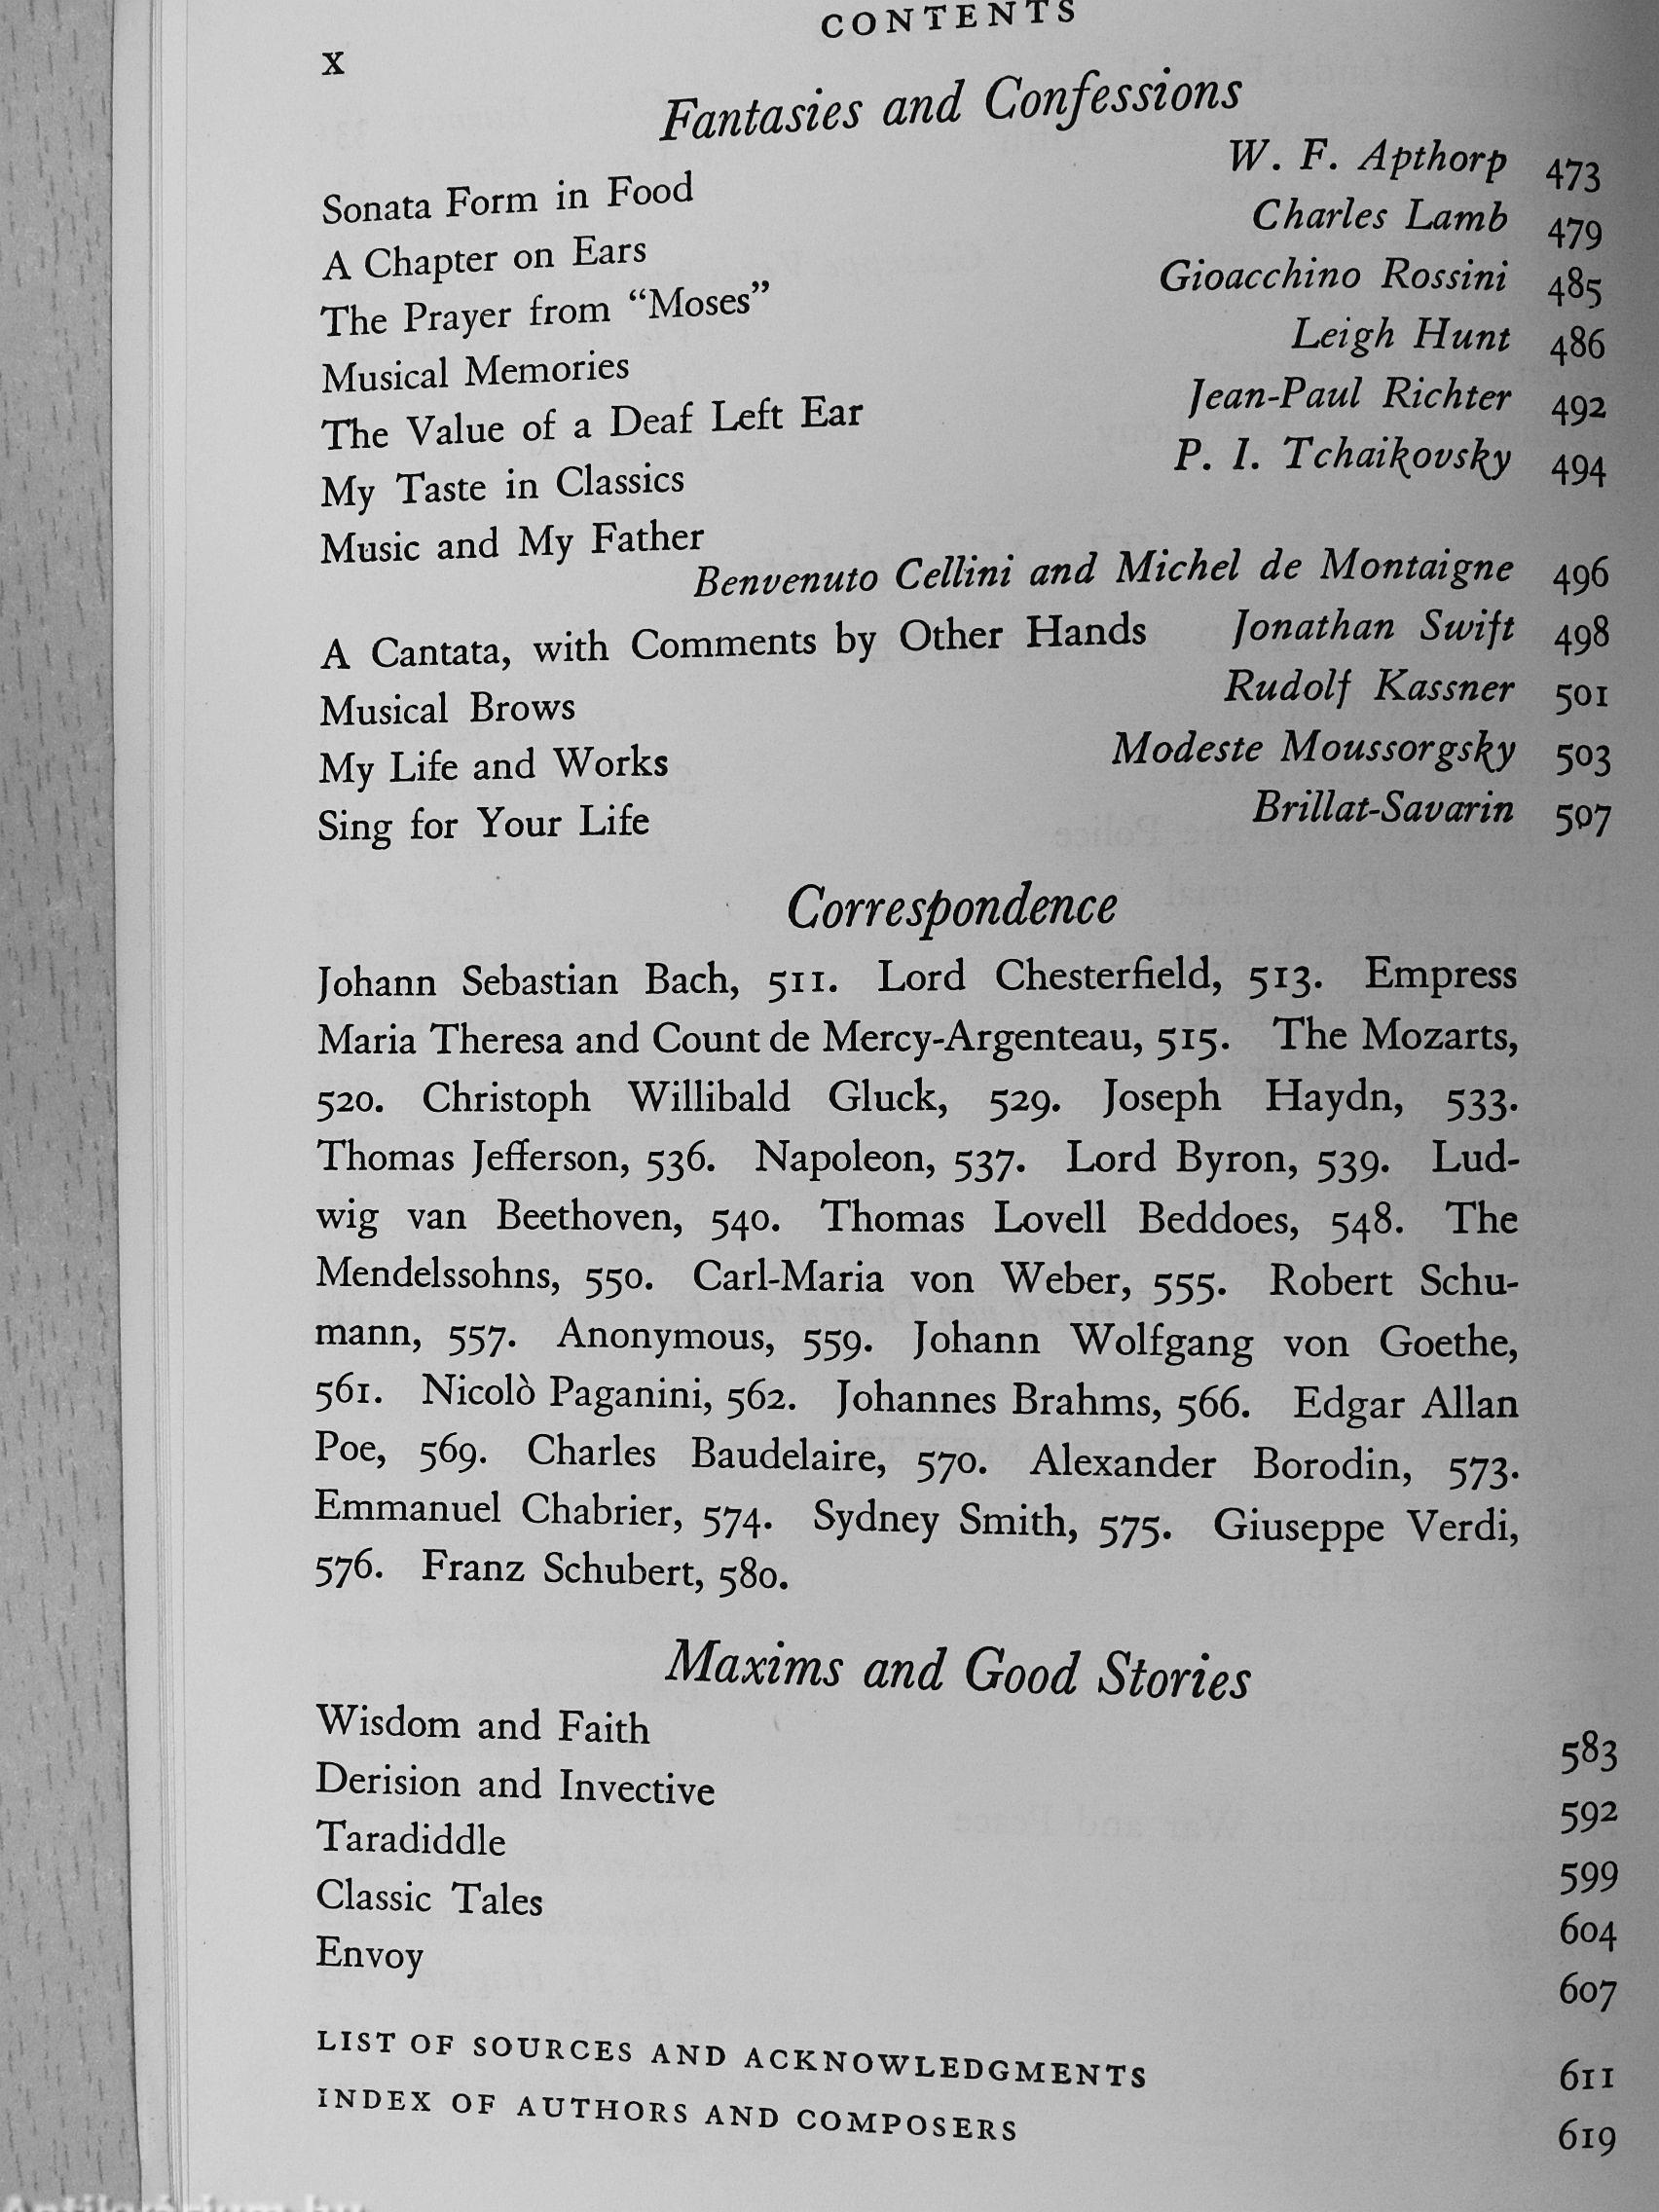 CONTENTS
x
Fantasies and Confessions
Sonata Form in Food W. F. Apthorp 473
A Chapter on Ears Charles Lamb 479
The Prayer from “Moses” Gioacchino Rossini 485
Musical Memories Leigh Hunt 486
The Value of a Deaf Left Ear Jean-Paul Richter 492
My Taste in Classics P. I. Tchaikovsky 494
Music and My Father
Benvenuto Cellini and Michel de Montaigne 496
A Cantata, with Comments by Other Hands Jonathan Swift 498
Musical Brows Rudolf Kassner 501
My Life and Works Modeste Moussorgsky 503
Sing for Your Life Brillat-Savarin 507
Correspondence
Johann Sebastian Bach, 511. Lord Chesterfield, 513. Empress
Maria Theresa and Count de Mercy-Argenteau, 515. The Mozarts,
520. Christoph Willibald Gluck, 529. Joseph Haydn, 533.
Thomas Jefferson, 536. Napoleon, 537. Lord Byron, 539. Lud-
wig van Beethoven, 540. Thomas Lovell Beddoes, 548. The
Mendelssohns, 550. Carl-Maria von Weber, 555. Robert Schu-
mann, 557. Anonymous, 559. Johann Wolfgang von Goethe,
561. Nicolò Paganini, 562. Johannes Brahms, 566. Edgar Allan
Poe, 569. Charles Baudelaire, 570. Alexander Borodin, 573.
Emmanuel Chabrier, 574. Sydney Smith, 575. Giuseppe Verdi,
576. Franz Schubert, 580.
Maxims and Good Stories
Wisdom and Faith 583
Derision and Invective 592
Taradiddle 599
Classic Tales 604
Envoy 607
LIST OF SOURCES AND ACKNOWLEDGMENTS 611
INDEX OF AUTHORS AND COMPOSERS 619